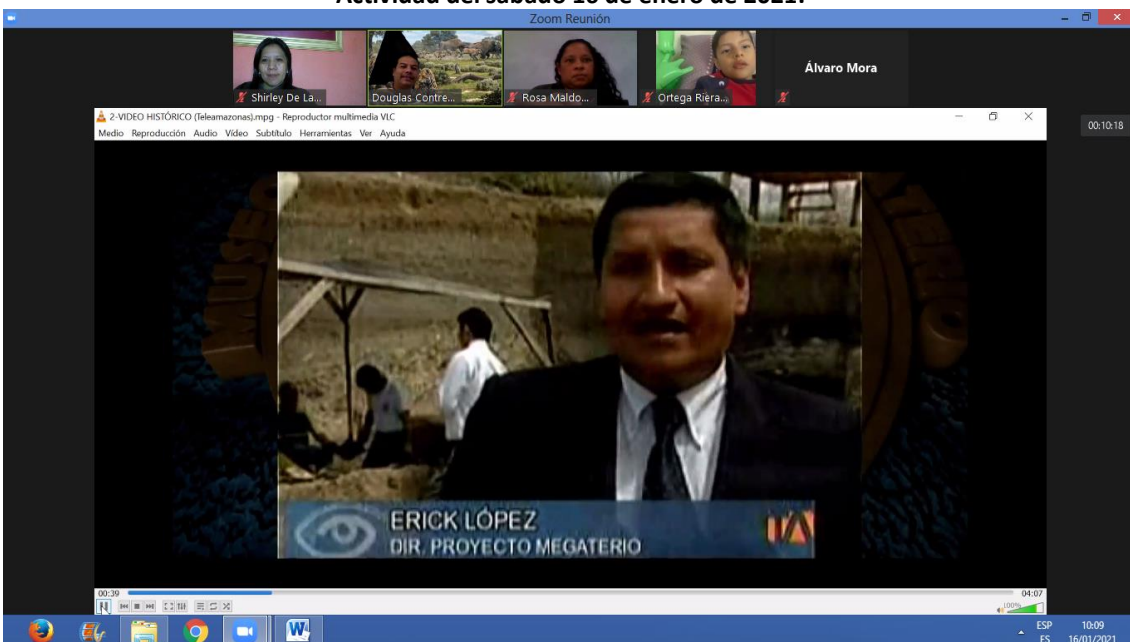 Actividad del sábado 16 de enero de 2021.
Zoom Reunión
Shirley De La...
Douglas Contre...
Rosa Maldo...
Ortega Riera...
Álvaro Mora
00:10:18
2-VIDEO HISTÓRICO (Teleamazonas).mpg - Reproductor multimedia VLC
Medio Reproducción Audio Vídeo Subtítulo Herramientas Ver Ayuda
MUSEO
ERICK LÓPEZ
DIR. PROYECTO MEGATERIO
00:39
04:07
100%
ESP
ES
10:09
16/01/2021